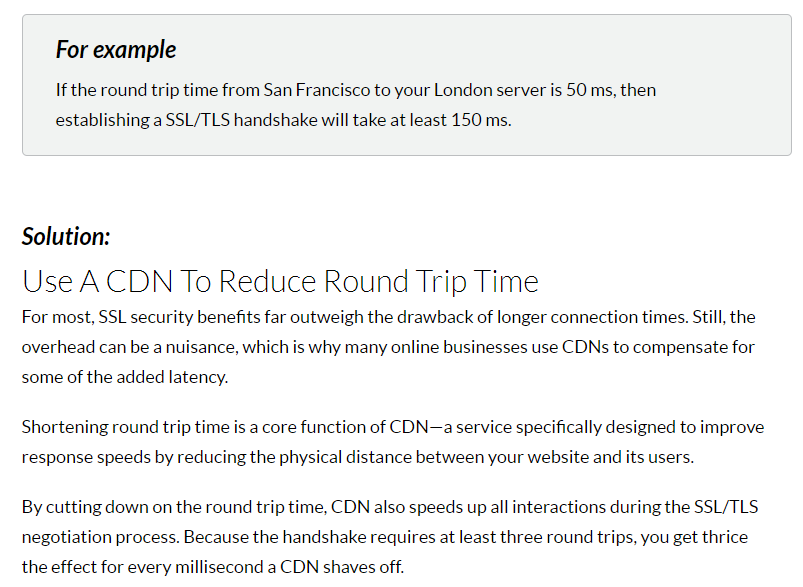 For example
If the round trip time from San Francisco to your London server is 50 ms, then
establishing a SSL/TLS handshake will take at least 150 ms.
Solution:
Use A CDN To Reduce Round Trip Time
For most, SSL security benefits far outweigh the drawback of longer connection times. Still, the
overhead can be a nuisance, which is why many online businesses use CDNs to compensate for
some of the added latency.
Shortening round trip time is a core function of CDN—a service specifically designed to improve
response speeds by reducing the physical distance between your website and its users.
By cutting down on the round trip time, CDN also speeds up all interactions during the SSL/TLS
negotiation process. Because the handshake requires at least three round trips, you get thrice
the effect for every millisecond a CDN shaves off.